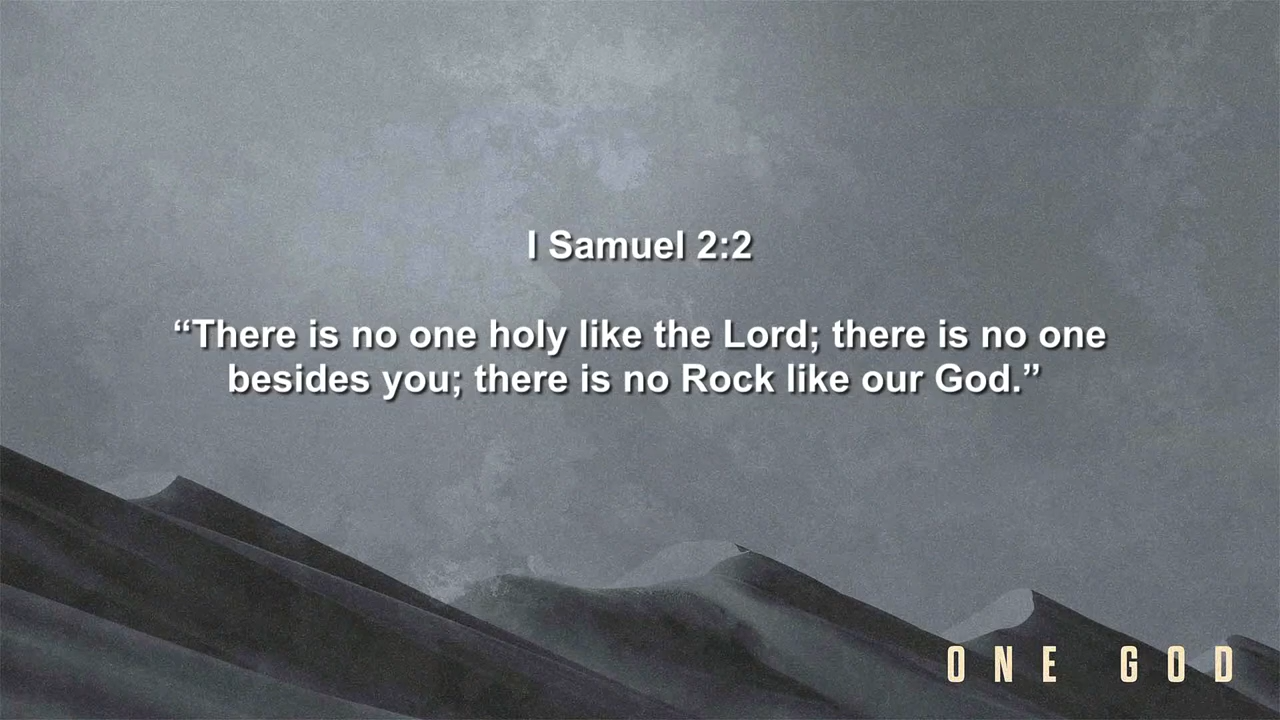 I Samuel 2:2
“There is no one holy like the Lord; there is no one
besides you; there is no Rock like our God.”
ONE GOD